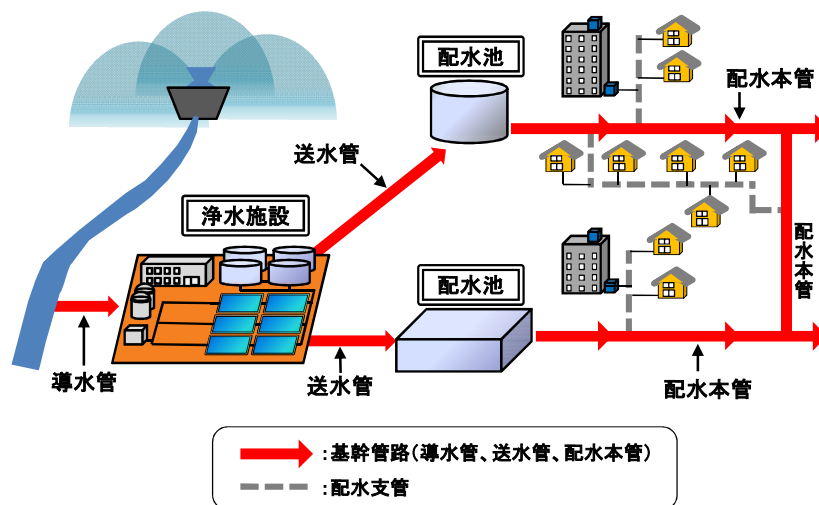 配水池
配水本管
送水管
浄水施設
配水本管
配水池
導水管
送水管
配水本管
:基幹管路(導水管、送水管、配水本管)
:配水支管